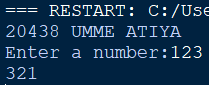 === RESTART: C:/Use
20438 UMME ATIYA
Enter a number:123
321